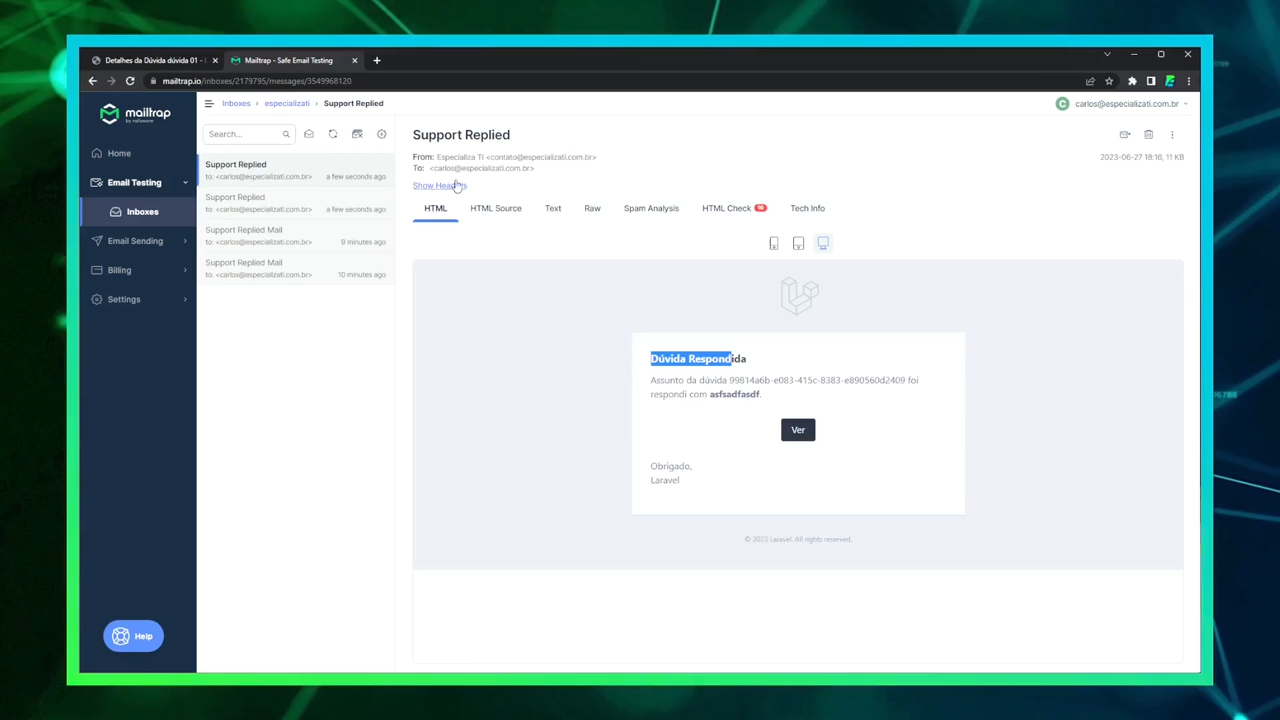 Detalhes da Dúvida dúvida 01 -
Mailtrap - Safe Email Testing
mailtrap.io/inboxes/2179795/messages/3549968120
mailtrap
by railsware
Home
Email Testing
Inboxes
Email Sending
Billing
Settings
Help
Inboxes > especializati > Support Replied
C carlos@especializati.com.br
Search...
Support Replied
to: <carlos@especializati.com.br> a few seconds ago
Support Replied
to: <carlos@especializati.com.br> a few seconds ago
Support Replied Mail
to: <carlos@especializati.com.br> 9 minutes ago
Support Replied Mail
to: <carlos@especializati.com.br> 10 minutes ago
Support Replied
From: Especializa TI <contato@especializati.com.br>
2023-06-27 18:16, 11 KB
To: <carlos@especializati.com.br>
Show Headers
HTML HTML Source Text Raw Spam Analysis HTML Check Tech Info
Dúvida Respondida
Assunto da dúvida 99814a6b-e083-415c-8383-e890560d2409 foi
respondi com asfsadfasdf.
Ver
Obrigado,
Laravel
© 2023 Laravel. All rights reserved.